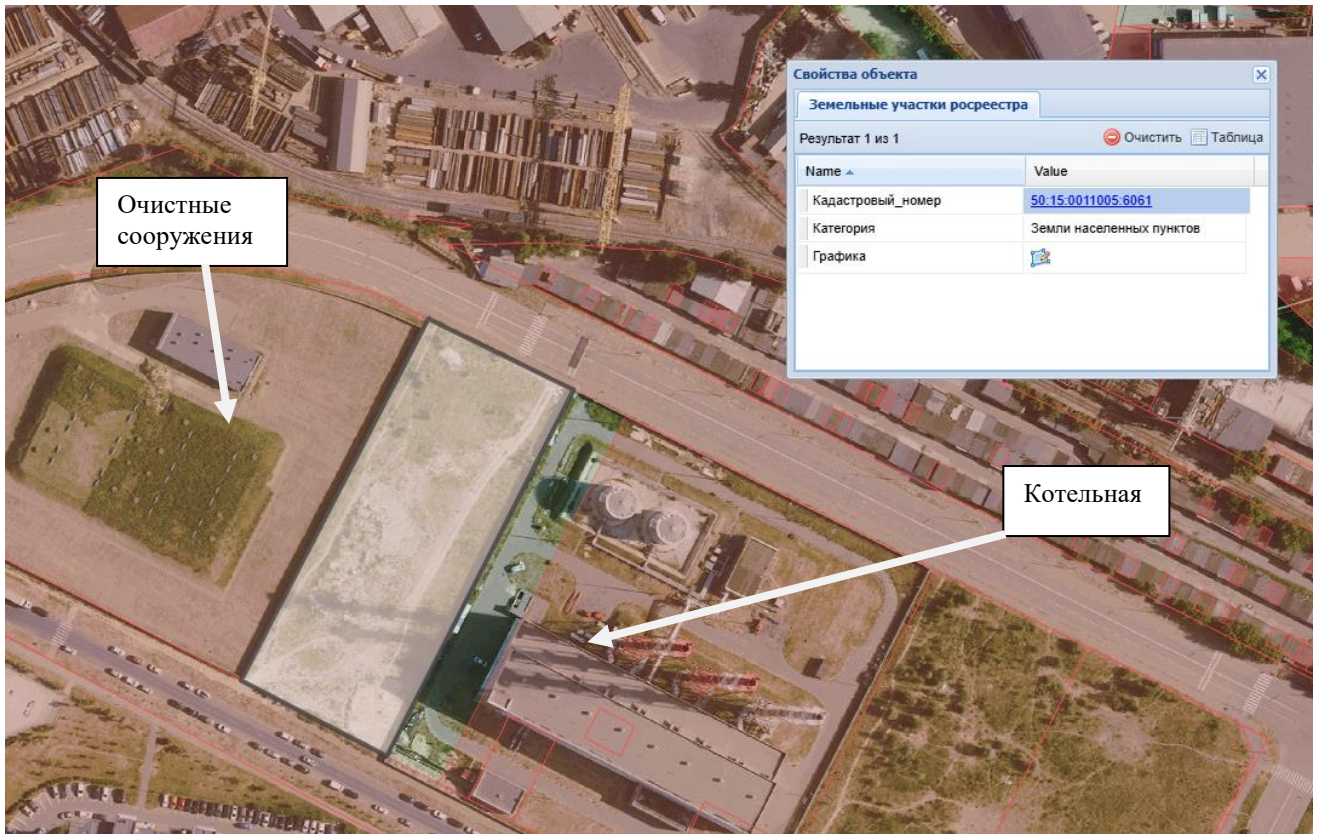 Свойства объекта
Земельные участки росреестра
Результат 1 из 1
Очистить
Таблица
Name
Value
Кадастровый_номер
50:15:0011005:6061
Категория
Земли населенных пунктов
Графика
Очистные
сооружения
Котельная